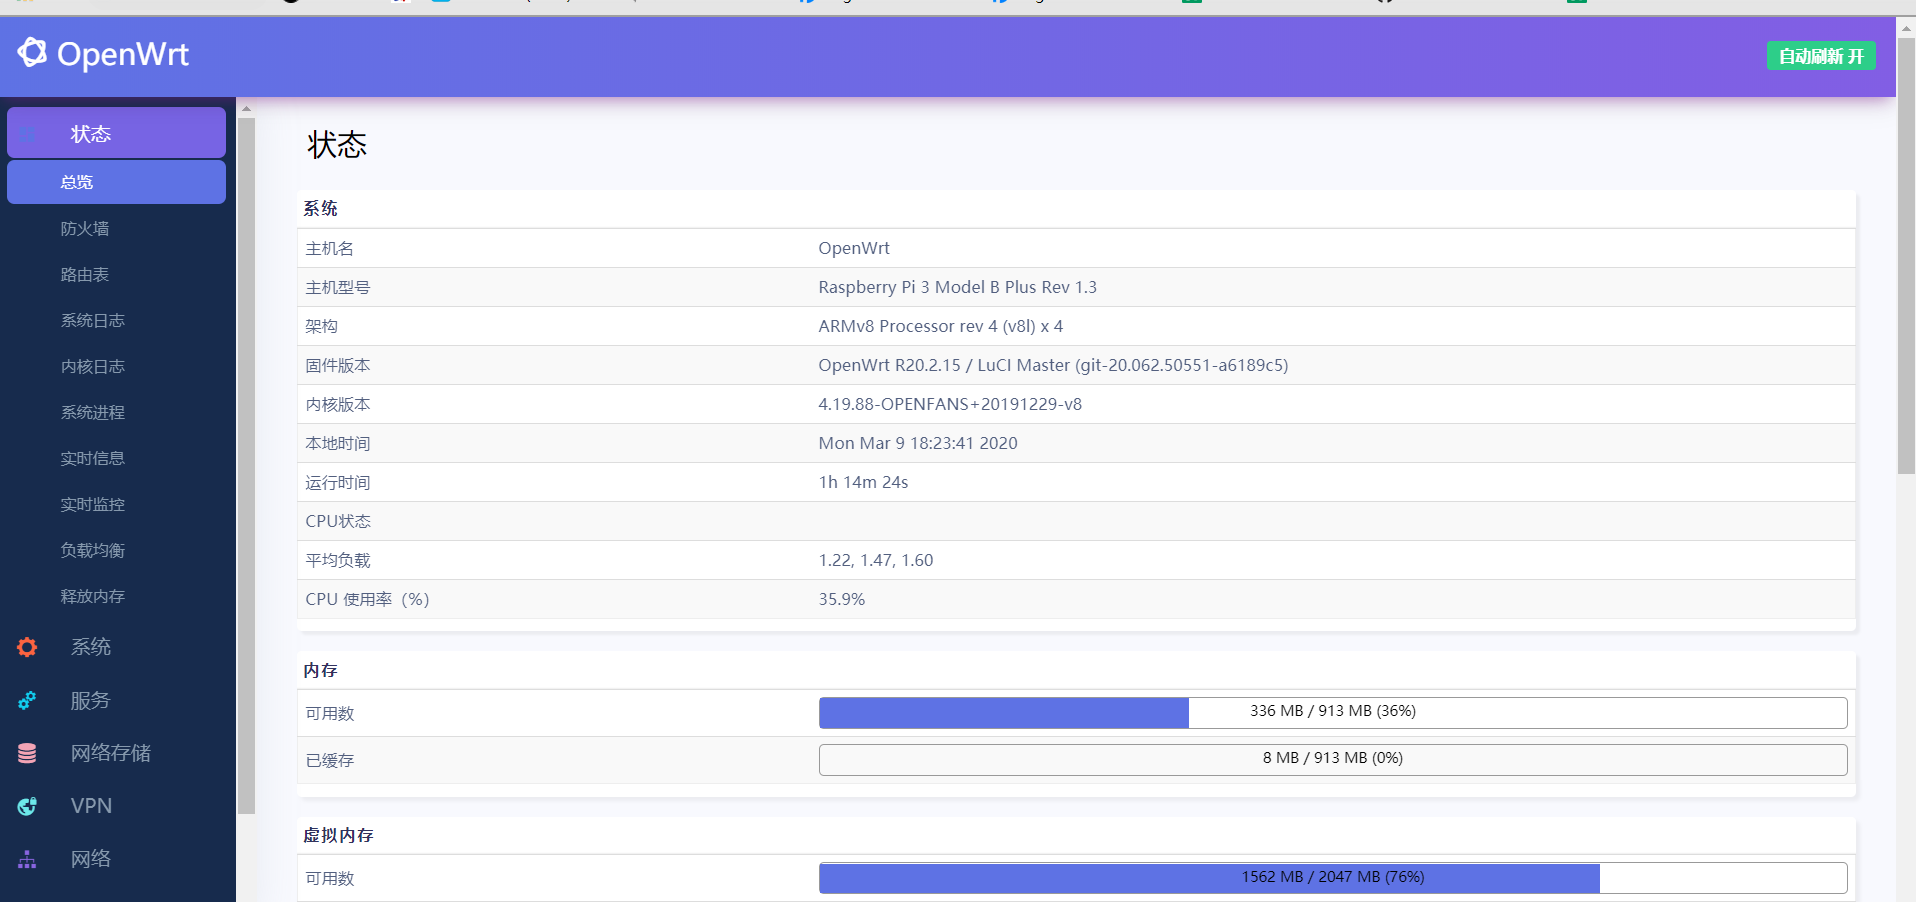 OpenWrt
自动刷新 开
状态
总览
防火墙
路由表
系统日志
内核日志
系统进程
实时信息
实时监控
负载均衡
释放内存
系统
服务
网络存储
VPN
网络
状态
系统
主机名 OpenWrt
主机型号 Raspberry Pi 3 Model B Plus Rev 1.3
架构 ARMv8 Processor rev 4 (v8l) x 4
固件版本 OpenWrt R20.2.15 / LuCI Master (git-20.062.50551-a6189c5)
内核版本 4.19.88-OPENFANS+20191229-v8
本地时间 Mon Mar 9 18:23:41 2020
运行时间 1h 14m 24s
CPU状态
平均负载 1.22, 1.47, 1.60
CPU 使用率（%） 35.9%
内存
可用数 336 MB / 913 MB (36%)
已缓存 8 MB / 913 MB (0%)
虚拟内存
可用数 1562 MB / 2047 MB (76%)